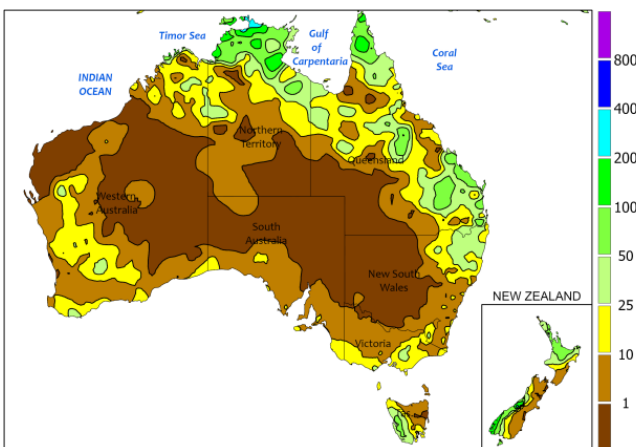 Timor Sea
Gulf
of
Carpentaria
Coral
Sea
INDIAN
OCEAN
Northern
Territory
Queensland
Western
Australia
South
Australia
New South
Wales
Victoria
NEW ZEALAND
800
400
200
100
50
25
10
1